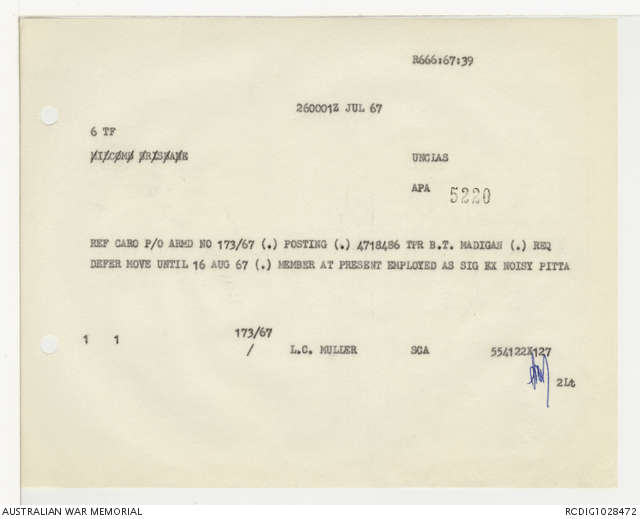 R666:67:39
260001Z JUL 67
6 TF
UNCLAS
APA 5220
REF CARO P/O ARMD NO 173/67 (.) POSTING (.) 4718486 TPR B.T. MADIGAN (.) REQ
DEFER MOVE UNTIL 16 AUG 67 (.) MEMBER AT PRESENT EMPLOYED AS SIG EX NOISY PITTA
173/67
1 1 / L.C. MULLER SCA 554122X127
2Lt
AUSTRALIAN WAR MEMORIAL RCDIG1028472